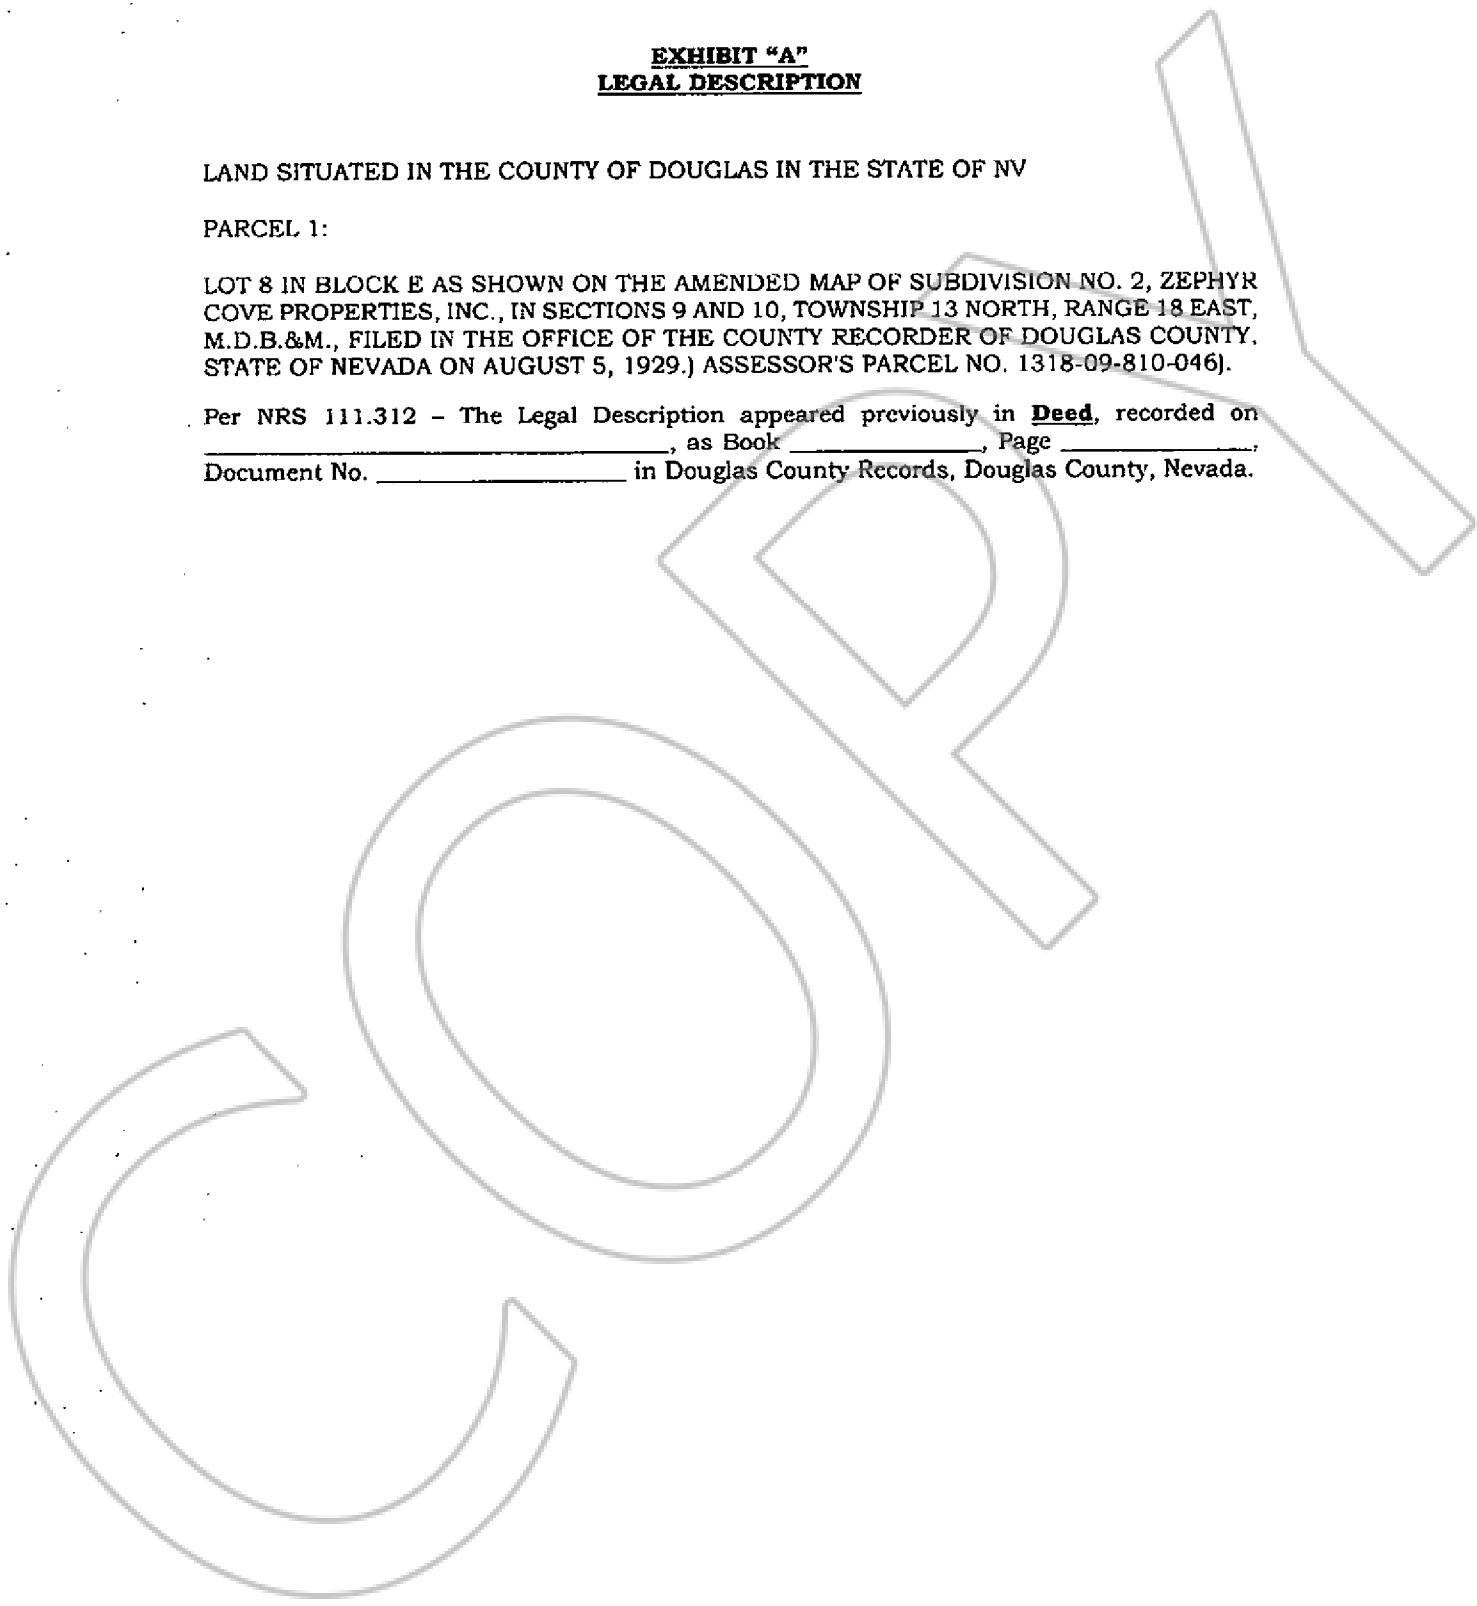 EXHIBIT “A”
LEGAL DESCRIPTION
LAND SITUATED IN THE COUNTY OF DOUGLAS IN THE STATE OF NV
PARCEL 1:
LOT 8 IN BLOCK E AS SHOWN ON THE AMENDED MAP OF SUBDIVISION NO. 2, ZEPHYR
COVE PROPERTIES, INC., IN SECTIONS 9 AND 10, TOWNSHIP 13 NORTH, RANGE 18 EAST,
M.D.B.&M., FILED IN THE OFFICE OF THE COUNTY RECORDER OF DOUGLAS COUNTY,
STATE OF NEVADA ON AUGUST 5, 1929.) ASSESSOR'S PARCEL NO. 1318-09-810-046).
Per NRS 111.312 – The Legal Description appeared previously in Deed, recorded on
____________________, as Book ____________, Page ____________,
Document No. ________________ in Douglas County Records, Douglas County, Nevada.
COPY